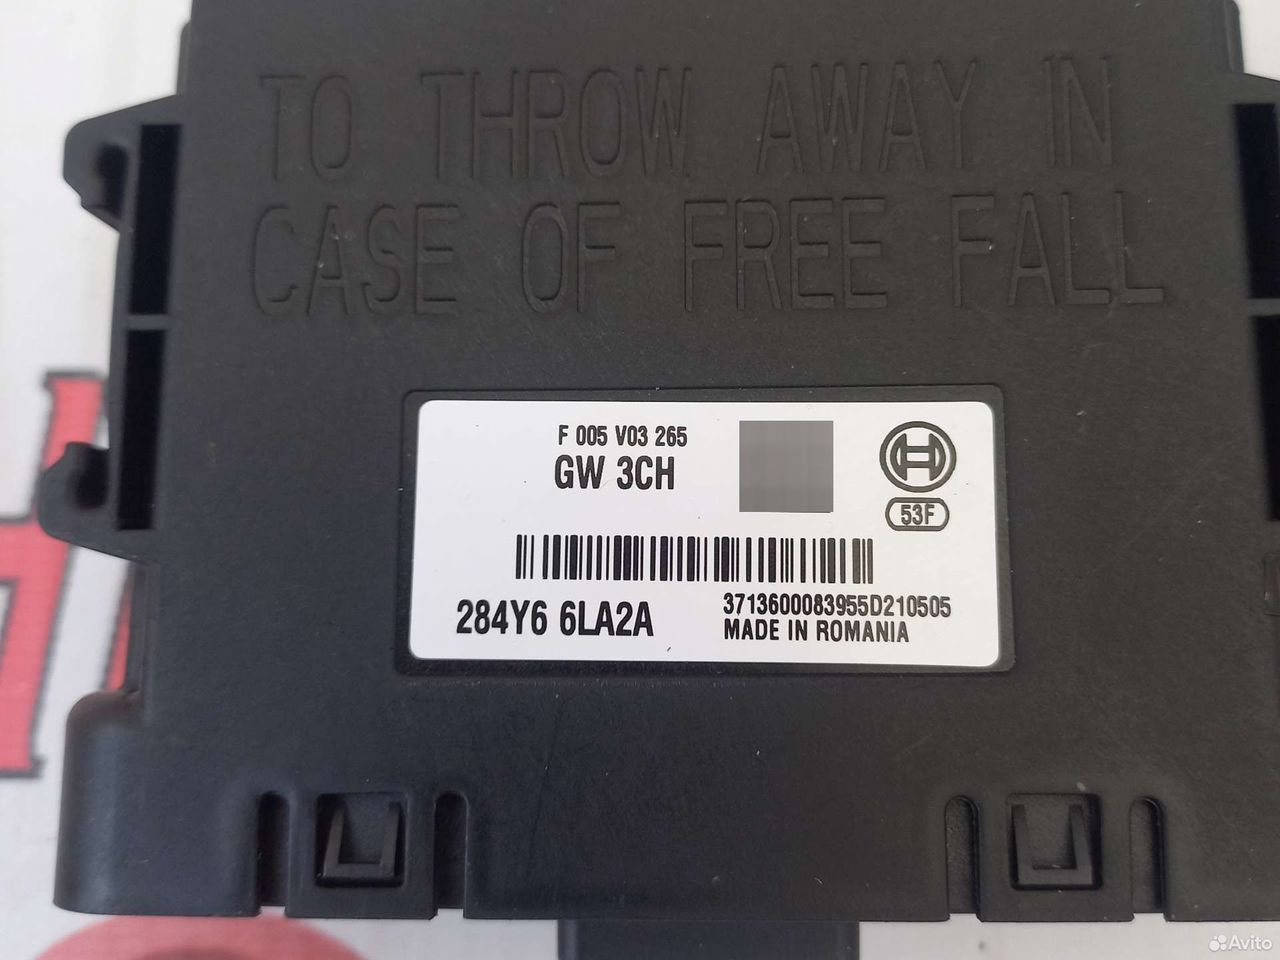 TO THROW AWAY IN
CASE OF FREE FALL
F 005 V03 265
GW 3CH
53F
284Y6 6LA2A
3713600083955D210505
MADE IN ROMANIA
Avito